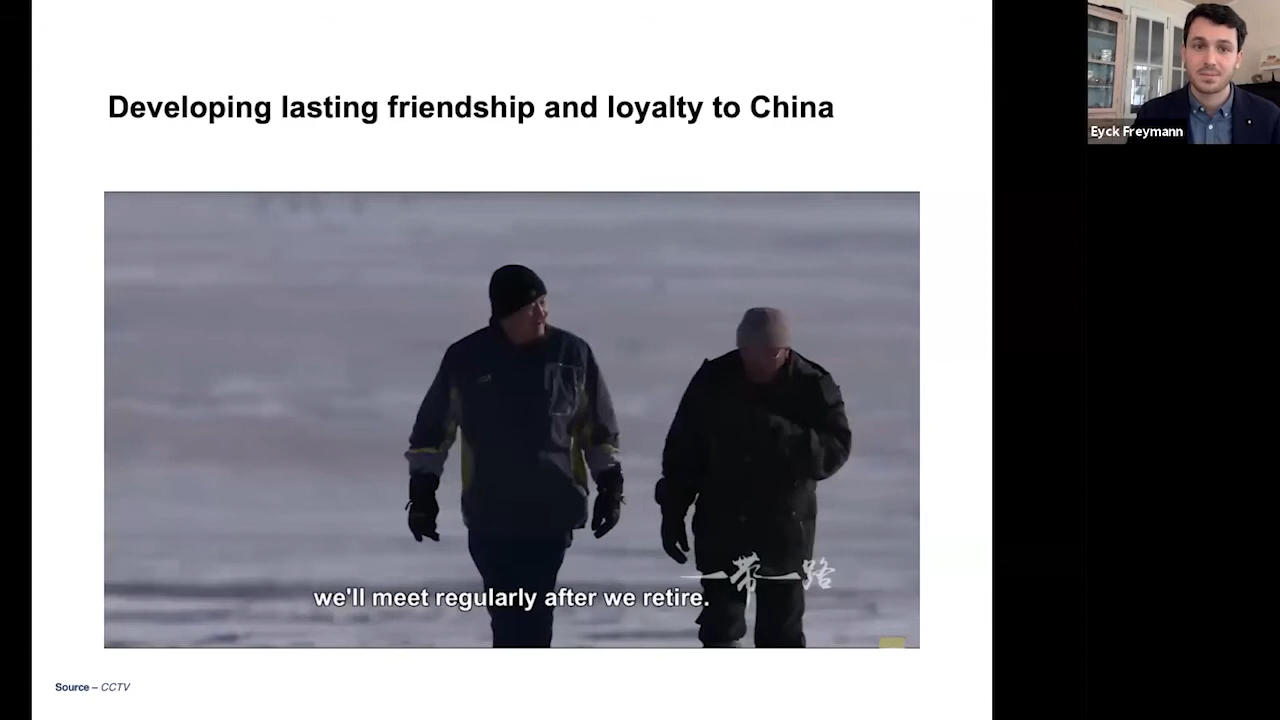 Developing lasting friendship and loyalty to China
Eyck Freymann
一带一路
we'll meet regularly after we retire.
Source – CCTV